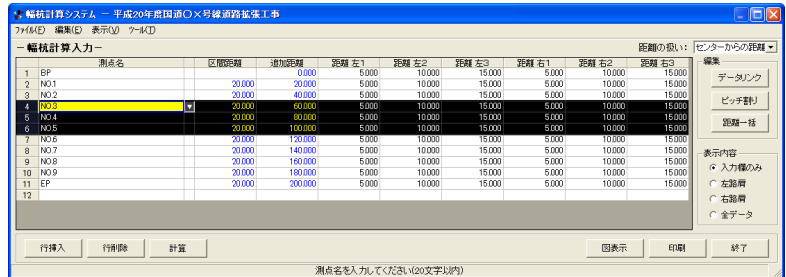 幅杭計算システム － 平成20年度国道〇×号線道路拡張工事
ファイル(F) 編集(E) 表示(V) ツール(T)
－幅杭計算入力－ 距離の扱い： センターからの距離
測点名 区間距離 追加距離 距離 左1 距離 左2 距離 左3 距離 右1 距離 右2 距離 右3
1 BP 0.000 5.000 10.000 15.000 5.000 10.000 15.000
2 NO.1 20.000 20.000 5.000 10.000 15.000 5.000 10.000 15.000
3 NO.2 20.000 40.000 5.000 10.000 15.000 5.000 10.000 15.000
4 NO.3 20.000 60.000 5.000 10.000 15.000 5.000 10.000 15.000
5 NO.4 20.000 80.000 5.000 10.000 15.000 5.000 10.000 15.000
6 NO.5 20.000 100.000 5.000 10.000 15.000 5.000 10.000 15.000
7 NO.6 20.000 120.000 5.000 10.000 15.000 5.000 10.000 15.000
8 NO.7 20.000 140.000 5.000 10.000 15.000 5.000 10.000 15.000
9 NO.8 20.000 160.000 5.000 10.000 15.000 5.000 10.000 15.000
10 NO.9 20.000 180.000 5.000 10.000 15.000 5.000 10.000 15.000
11 EP 20.000 200.000 5.000 10.000 15.000 5.000 10.000 15.000
12
編集
データリンク
ピッチ割り
距離一括
表示内容
入力欄のみ
左路肩
右路肩
全データ
行挿入 行削除 計算 図表示 印刷 終了
測点名を入力してください(20文字以内)